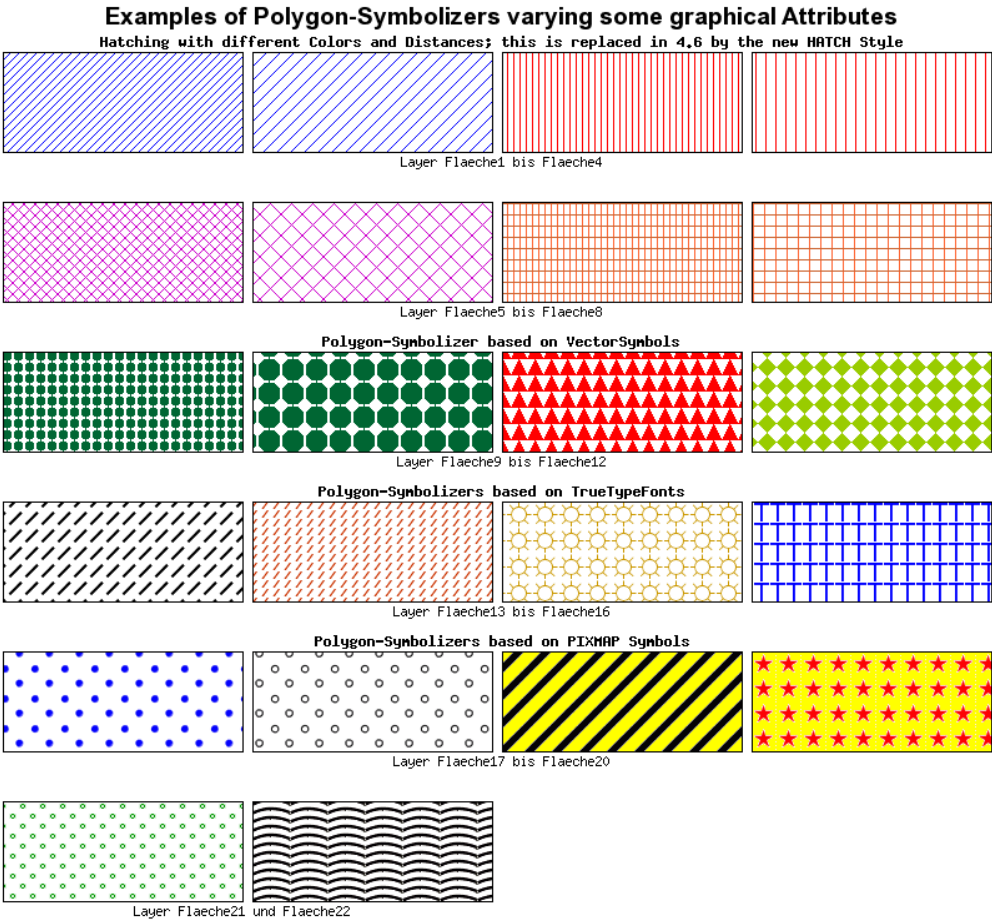 Examples of Polygon-Symbolizers varying some graphical Attributes
Hatching with different Colors and Distances; this is replaced in 4.6 by the new HATCH Style
Layer Flaeche1 bis Flaeche4
Layer Flaeche5 bis Flaeche8
Polygon-Symbolizer based on VectorSymbols
Layer Flaeche9 bis Flaeche12
Polygon-Symbolizers based on TrueTypeFonts
Layer Flaeche13 bis Flaeche16
Polygon-Symbolizers based on PIXMAP Symbols
Layer Flaeche17 bis Flaeche20
Layer Flaeche21 und Flaeche22